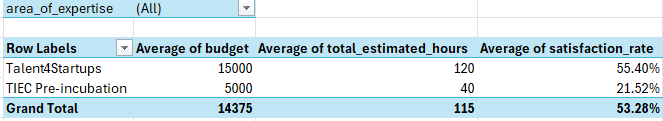 area_of_expertise (All)
Row Labels Average of budget Average of total_estimated_hours Average of satisfaction_rate
Talent4Startups 15000 120 55.40%
TIEC Pre-incubation 5000 40 21.52%
Grand Total 14375 115 53.28%